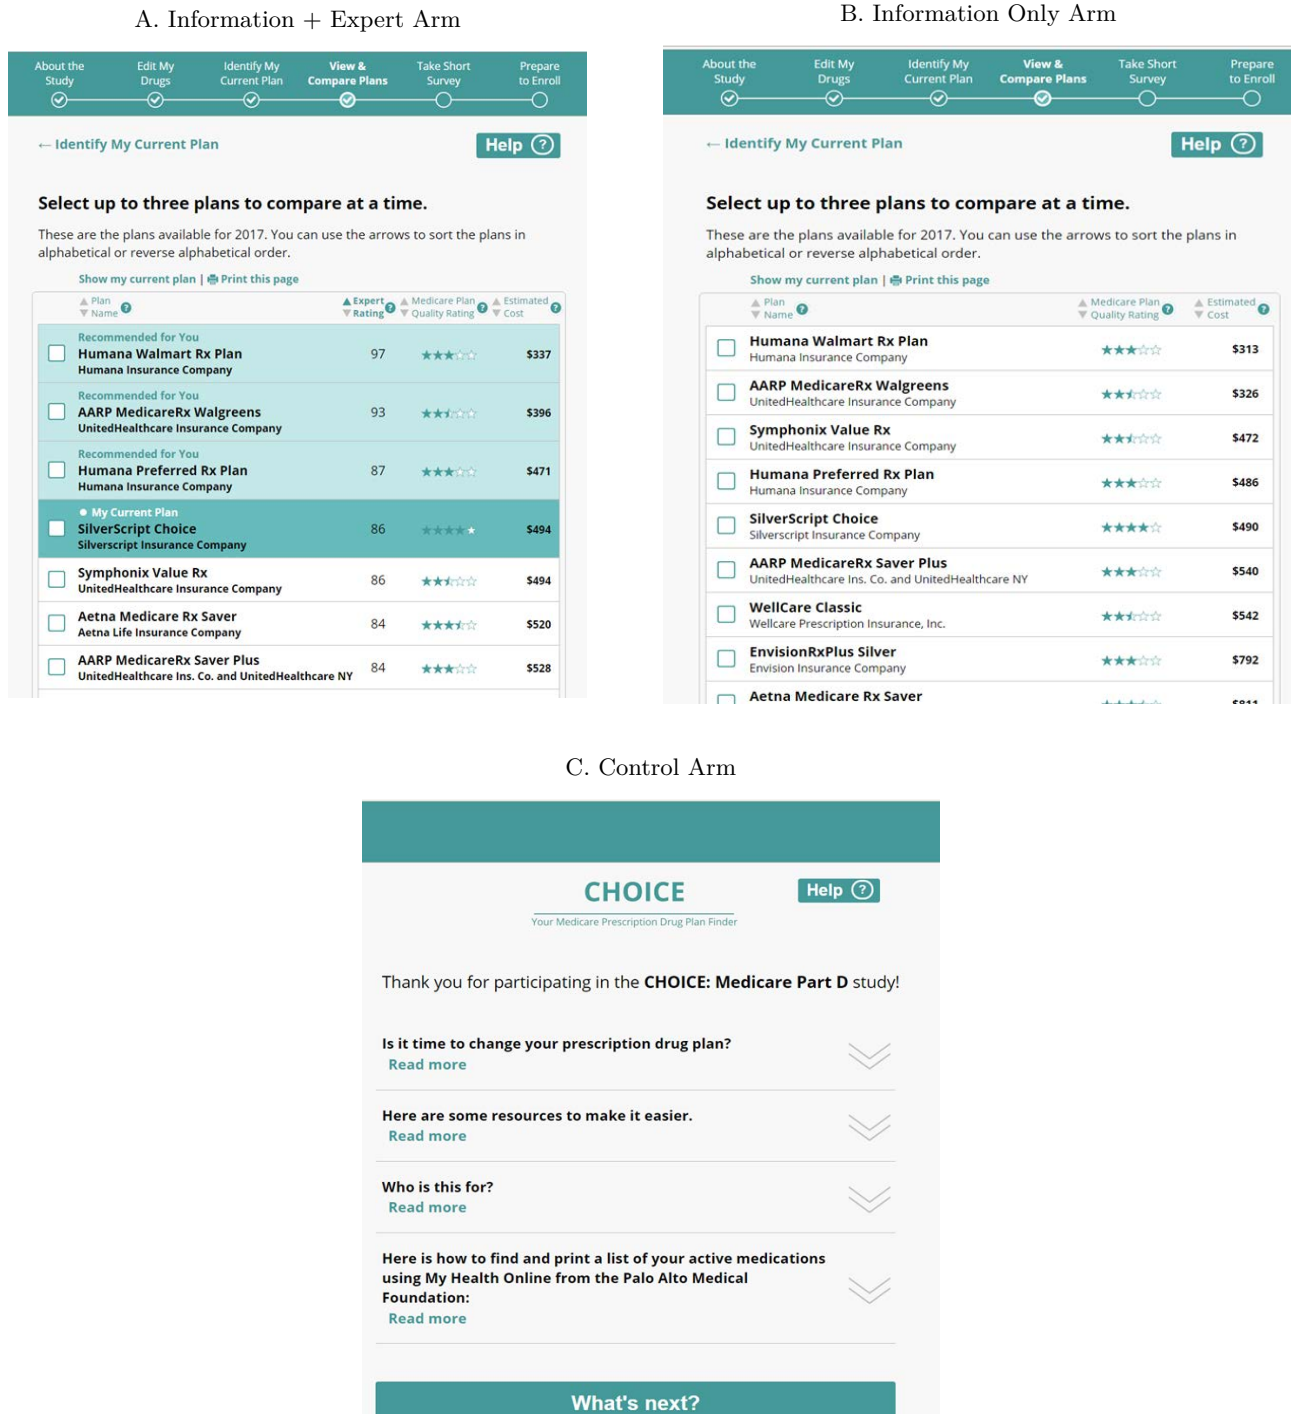 A. Information + Expert Arm
About the Study
Edit My Drugs
Identify My Current Plan
View & Compare Plans
Take Short Survey
Prepare to Enroll
← Identify My Current Plan
Help ?
Select up to three plans to compare at a time.
These are the plans available for 2017. You can use the arrows to sort the plans in
alphabetical or reverse alphabetical order.
Show my current plan | Print this page
Plan Name ? Expert Rating ? Medicare Plan Quality Rating ? Estimated Cost ?
Recommended for You
Humana Walmart Rx Plan 97 $337
Humana Insurance Company
Recommended for You
AARP MedicareRx Walgreens 93 $396
UnitedHealthcare Insurance Company
Recommended for You
Humana Preferred Rx Plan 87 $471
Humana Insurance Company
My Current Plan
SilverScript Choice 86 $494
Silverscript Insurance Company
Symphonix Value Rx 86 $494
UnitedHealthcare Insurance Company
Aetna Medicare Rx Saver 84 $520
Aetna Life Insurance Company
AARP MedicareRx Saver Plus 84 $528
UnitedHealthcare Ins. Co. and UnitedHealthcare NY
B. Information Only Arm
About the Study
Edit My Drugs
Identify My Current Plan
View & Compare Plans
Take Short Survey
Prepare to Enroll
← Identify My Current Plan
Help ?
Select up to three plans to compare at a time.
These are the plans available for 2017. You can use the arrows to sort the plans in
alphabetical or reverse alphabetical order.
Show my current plan | Print this page
Plan Name ? Medicare Plan Quality Rating ? Estimated Cost ?
Humana Walmart Rx Plan $313
Humana Insurance Company
AARP MedicareRx Walgreens $326
UnitedHealthcare Insurance Company
Symphonix Value Rx $472
UnitedHealthcare Insurance Company
Humana Preferred Rx Plan $486
Humana Insurance Company
SilverScript Choice $490
Silverscript Insurance Company
AARP MedicareRx Saver Plus $540
UnitedHealthcare Ins. Co. and UnitedHealthcare NY
WellCare Classic $542
Wellcare Prescription Insurance, Inc.
EnvisionRxPlus Silver $792
Envision Insurance Company
Aetna Medicare Rx Saver
C. Control Arm
CHOICE
Your Medicare Prescription Drug Plan Finder
Help ?
Thank you for participating in the CHOICE: Medicare Part D study!
Is it time to change your prescription drug plan?
Read more
Here are some resources to make it easier.
Read more
Who is this for?
Read more
Here is how to find and print a list of your active medications
using My Health Online from the Palo Alto Medical
Foundation:
Read more
What's next?